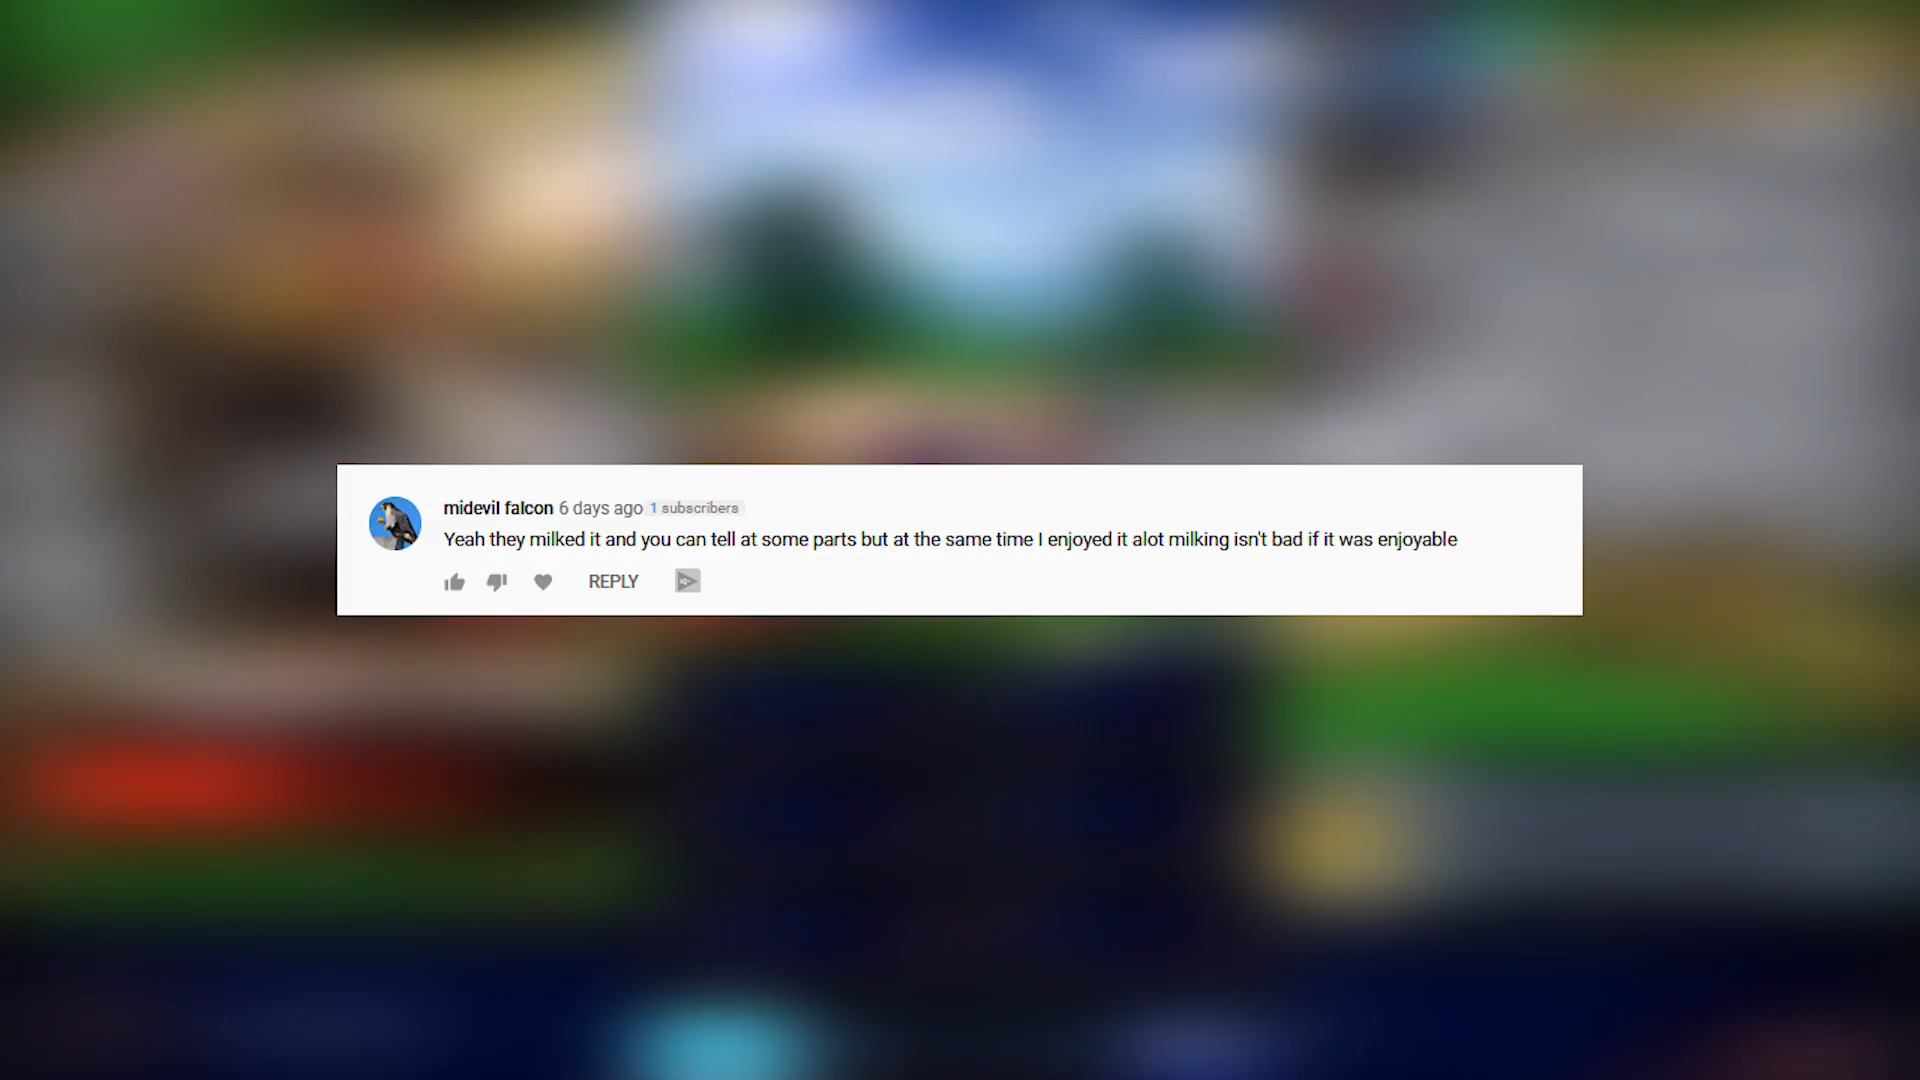 midevil falcon 6 days ago 1 subscribers
Yeah they milked it and you can tell at some parts but at the same time I enjoyed it alot milking isn't bad if it was enjoyable
REPLY